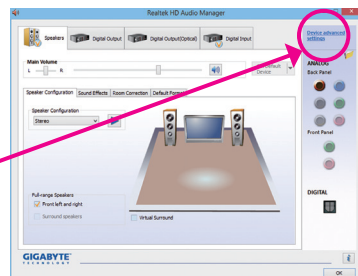 Realtek HD Audio Manager
Speakers
Digital Output
Digital Output(Optical)
Digital Input
Device advanced
settings
Main Volume
L
R
Device
ANALOG
Back Panel
Speaker Configuration
Sound Effects
Room Correction
Default Format
Speaker Configuration
Stereo
Front Panel
Full-range Speakers
Front left and right
Surround speakers
Virtual Surround
DIGITAL
GIGABYTE
TECHNOLOGY
OK